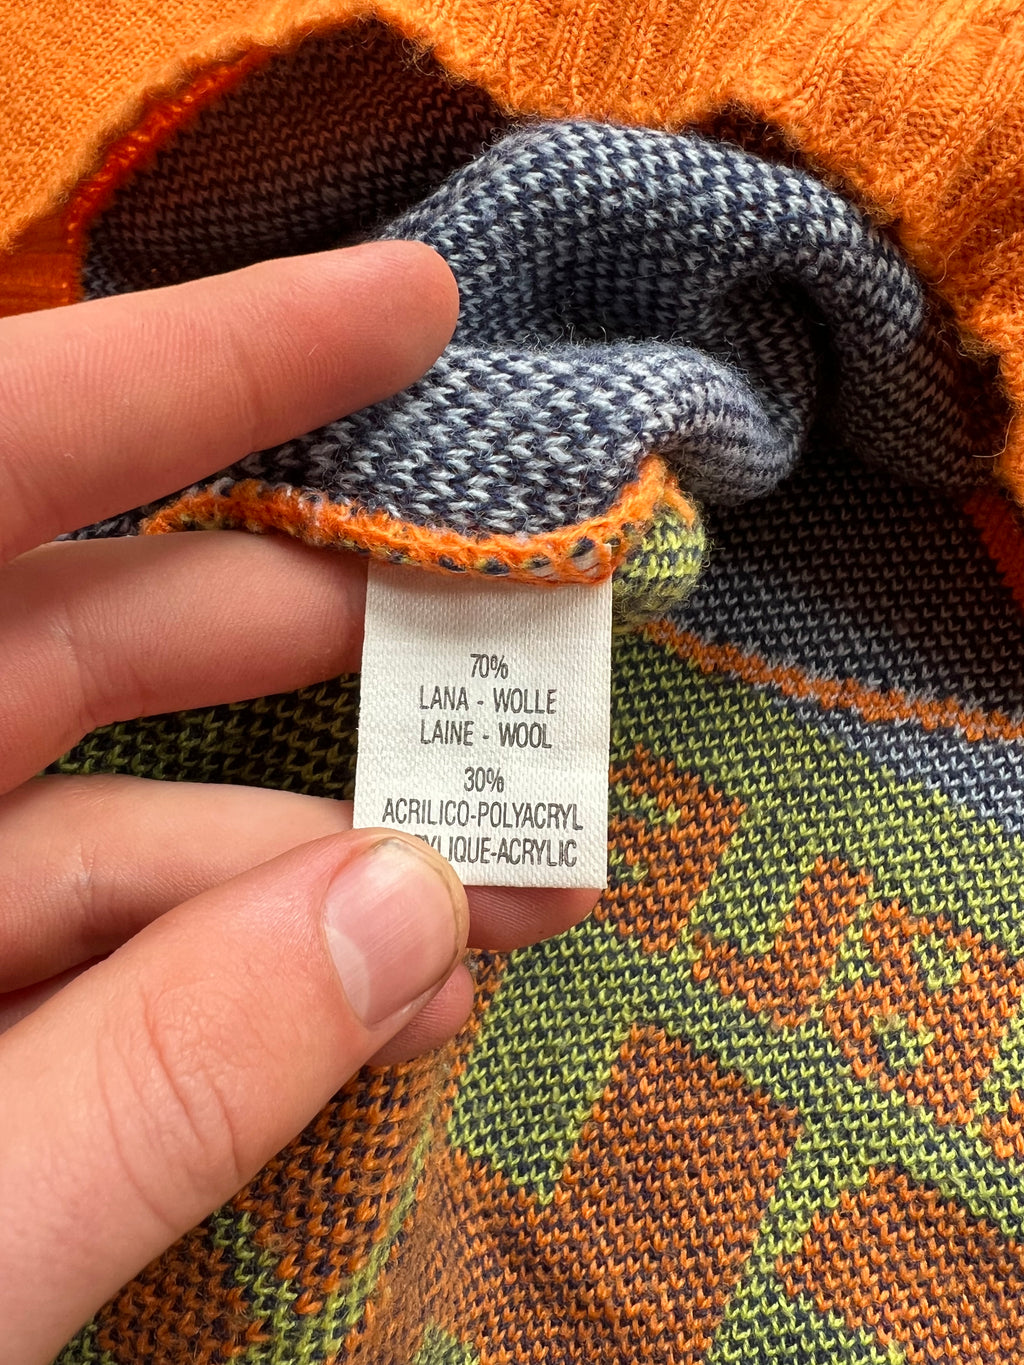 70%
LANA - WOLLE
LAINE - WOOL
30%
ACRILICO-POLYACRYL
YLIQUE-ACRYLIC